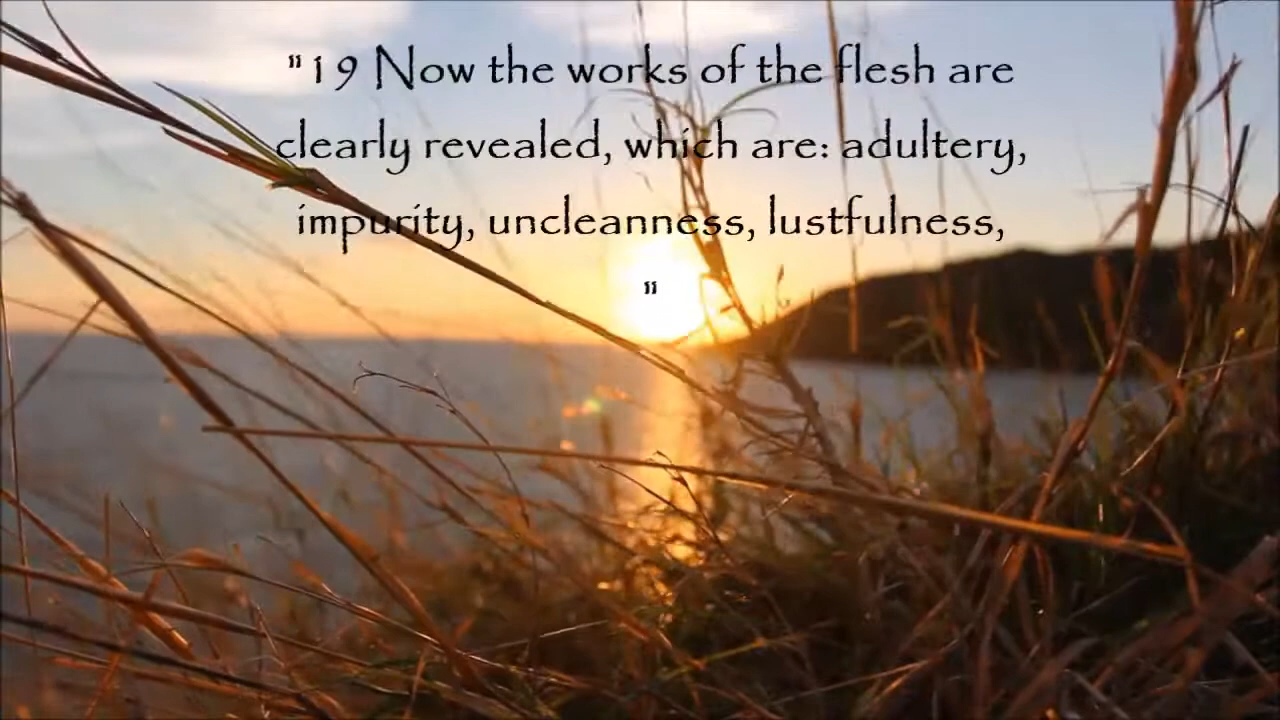 "19 Now the works of the flesh are
clearly revealed, which are: adultery,
impurity, uncleanness, lustfulness,
"